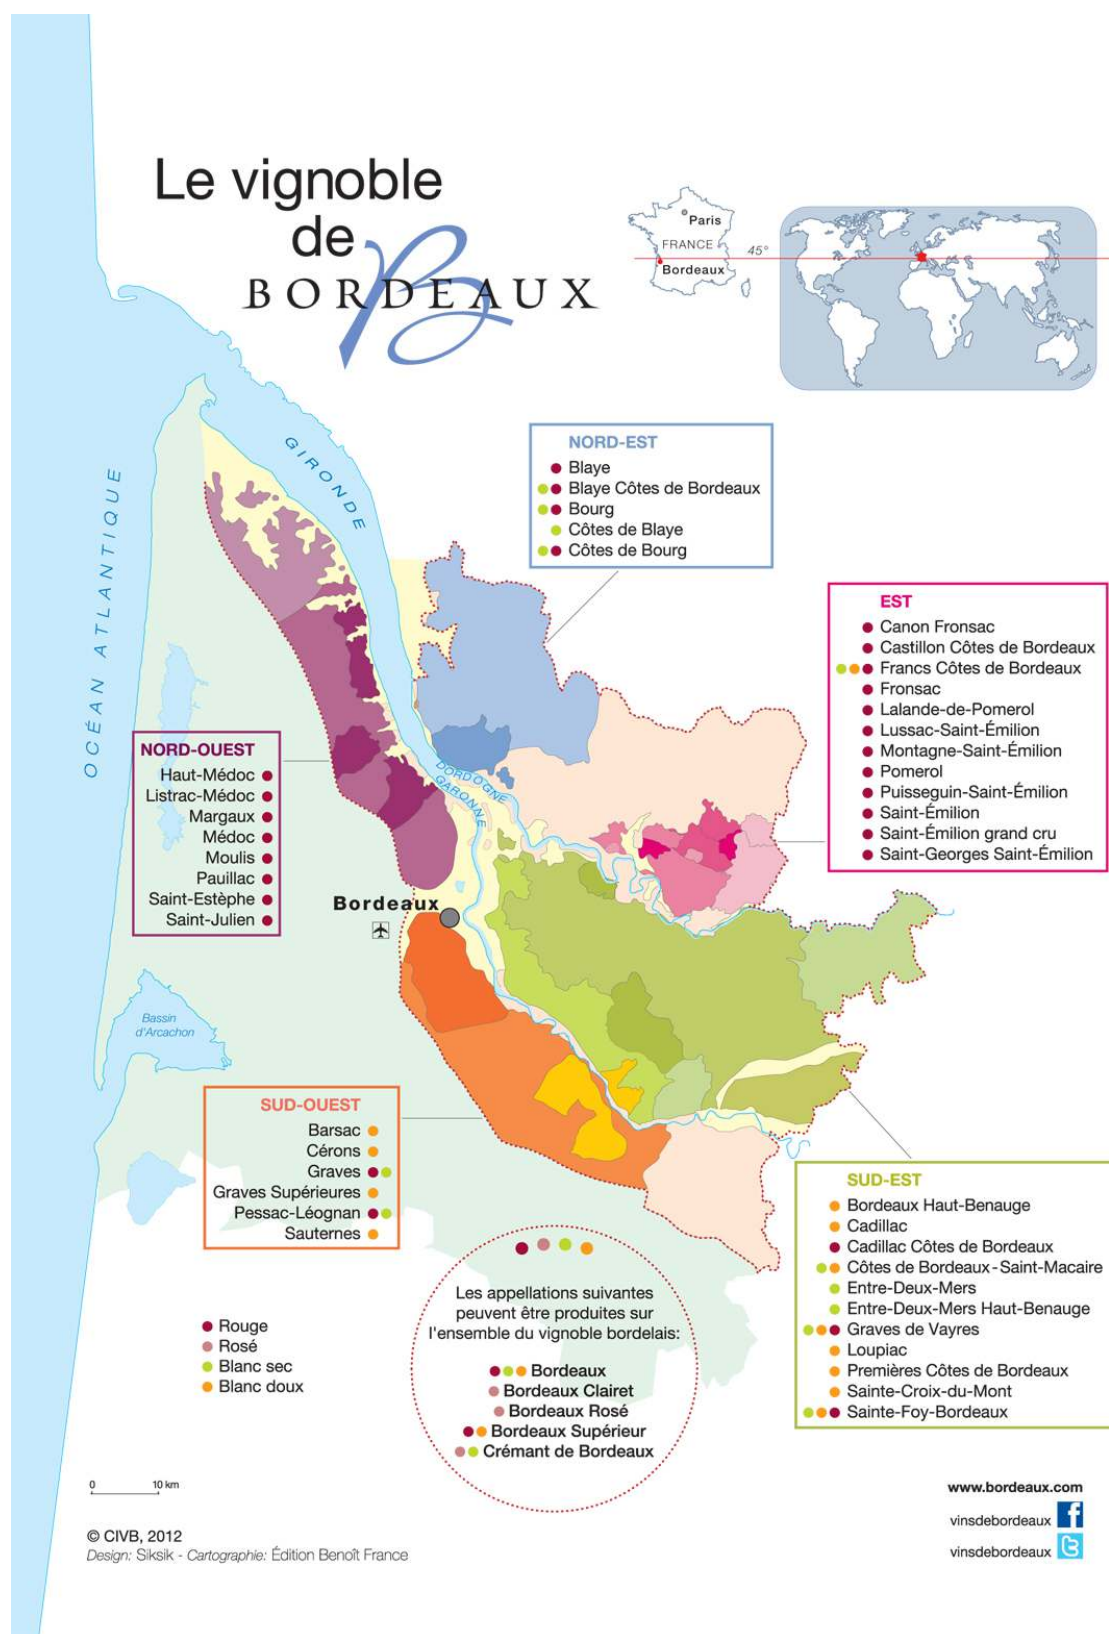 Le vignoble
de
BORDEAUX
Paris
FRANCE
45°
Bordeaux
GIRONDE
OCÉAN ATLANTIQUE
NORD-EST
Blaye
Blaye Côtes de Bordeaux
Bourg
Côtes de Blaye
Côtes de Bourg
EST
Canon Fronsac
Castillon Côtes de Bordeaux
Francs Côtes de Bordeaux
Fronsac
Lalande-de-Pomerol
Lussac-Saint-Émilion
Montagne-Saint-Émilion
Pomerol
Puisseguin-Saint-Émilion
Saint-Émilion
Saint-Émilion grand cru
Saint-Georges Saint-Émilion
NORD-OUEST
Haut-Médoc
Listrac-Médoc
Margaux
Médoc
Moulis
Pauillac
Saint-Estèphe
Saint-Julien
DORDOGNE
GARONNE
Bordeaux
Bassin
d'Arcachon
SUD-OUEST
Barsac
Cérons
Graves
Graves Supérieures
Pessac-Léognan
Sauternes
SUD-EST
Bordeaux Haut-Benauge
Cadillac
Cadillac Côtes de Bordeaux
Côtes de Bordeaux-Saint-Macaire
Entre-Deux-Mers
Entre-Deux-Mers Haut-Benauge
Graves de Vayres
Loupiac
Premières Côtes de Bordeaux
Sainte-Croix-du-Mont
Sainte-Foy-Bordeaux
Les appellations suivantes
peuvent être produites sur
l'ensemble du vignoble bordelais:
Bordeaux
Bordeaux Clairet
Bordeaux Rosé
Bordeaux Supérieur
Crémant de Bordeaux
Rouge
Rosé
Blanc sec
Blanc doux
0 10 km
© CIVB, 2012
Design: Siksik - Cartographie: Édition Benoît France
www.bordeaux.com
vinsdebordeaux
vinsdebordeaux